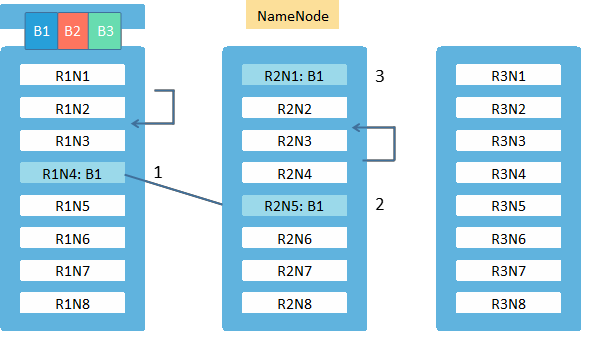 NameNode
B1 B2 B3
R1N1
R1N2
R1N3
R1N4: B1
R1N5
R1N6
R1N7
R1N8
1
R2N1: B1
R2N2
R2N3
R2N4
R2N5: B1
R2N6
R2N7
R2N8
3
2
R3N1
R3N2
R3N3
R3N4
R3N5
R3N6
R3N7
R3N8